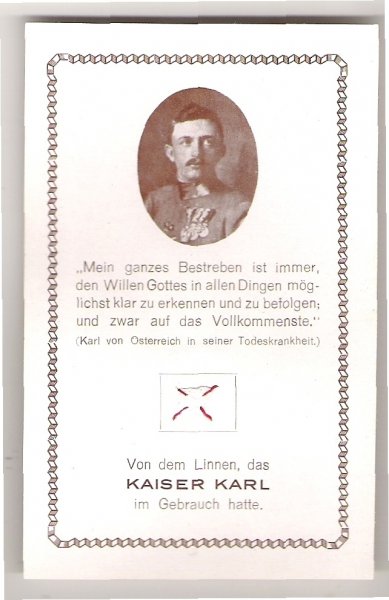 „Mein ganzes Bestreben ist immer,
den Willen Gottes in allen Dingen mög-
lichst klar zu erkennen und zu befolgen;
und zwar auf das Vollkommenste."
(Karl von Österreich in seiner Todeskrankheit.)
Von dem Linnen, das
KAISER KARL
im Gebrauch hatte.